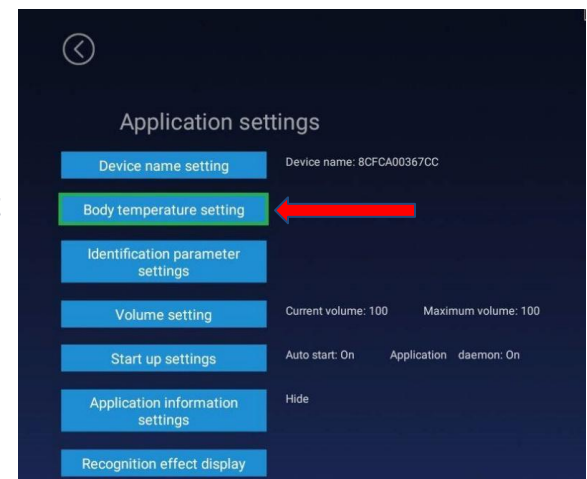 Application settings
Device name setting Device name: 8CFCA00367CC
Body temperature setting
Identification parameter
settings
Volume setting Current volume: 100 Maximum volume: 100
Start up settings Auto start: On Application daemon: On
Application information Hide
settings
Recognition effect display